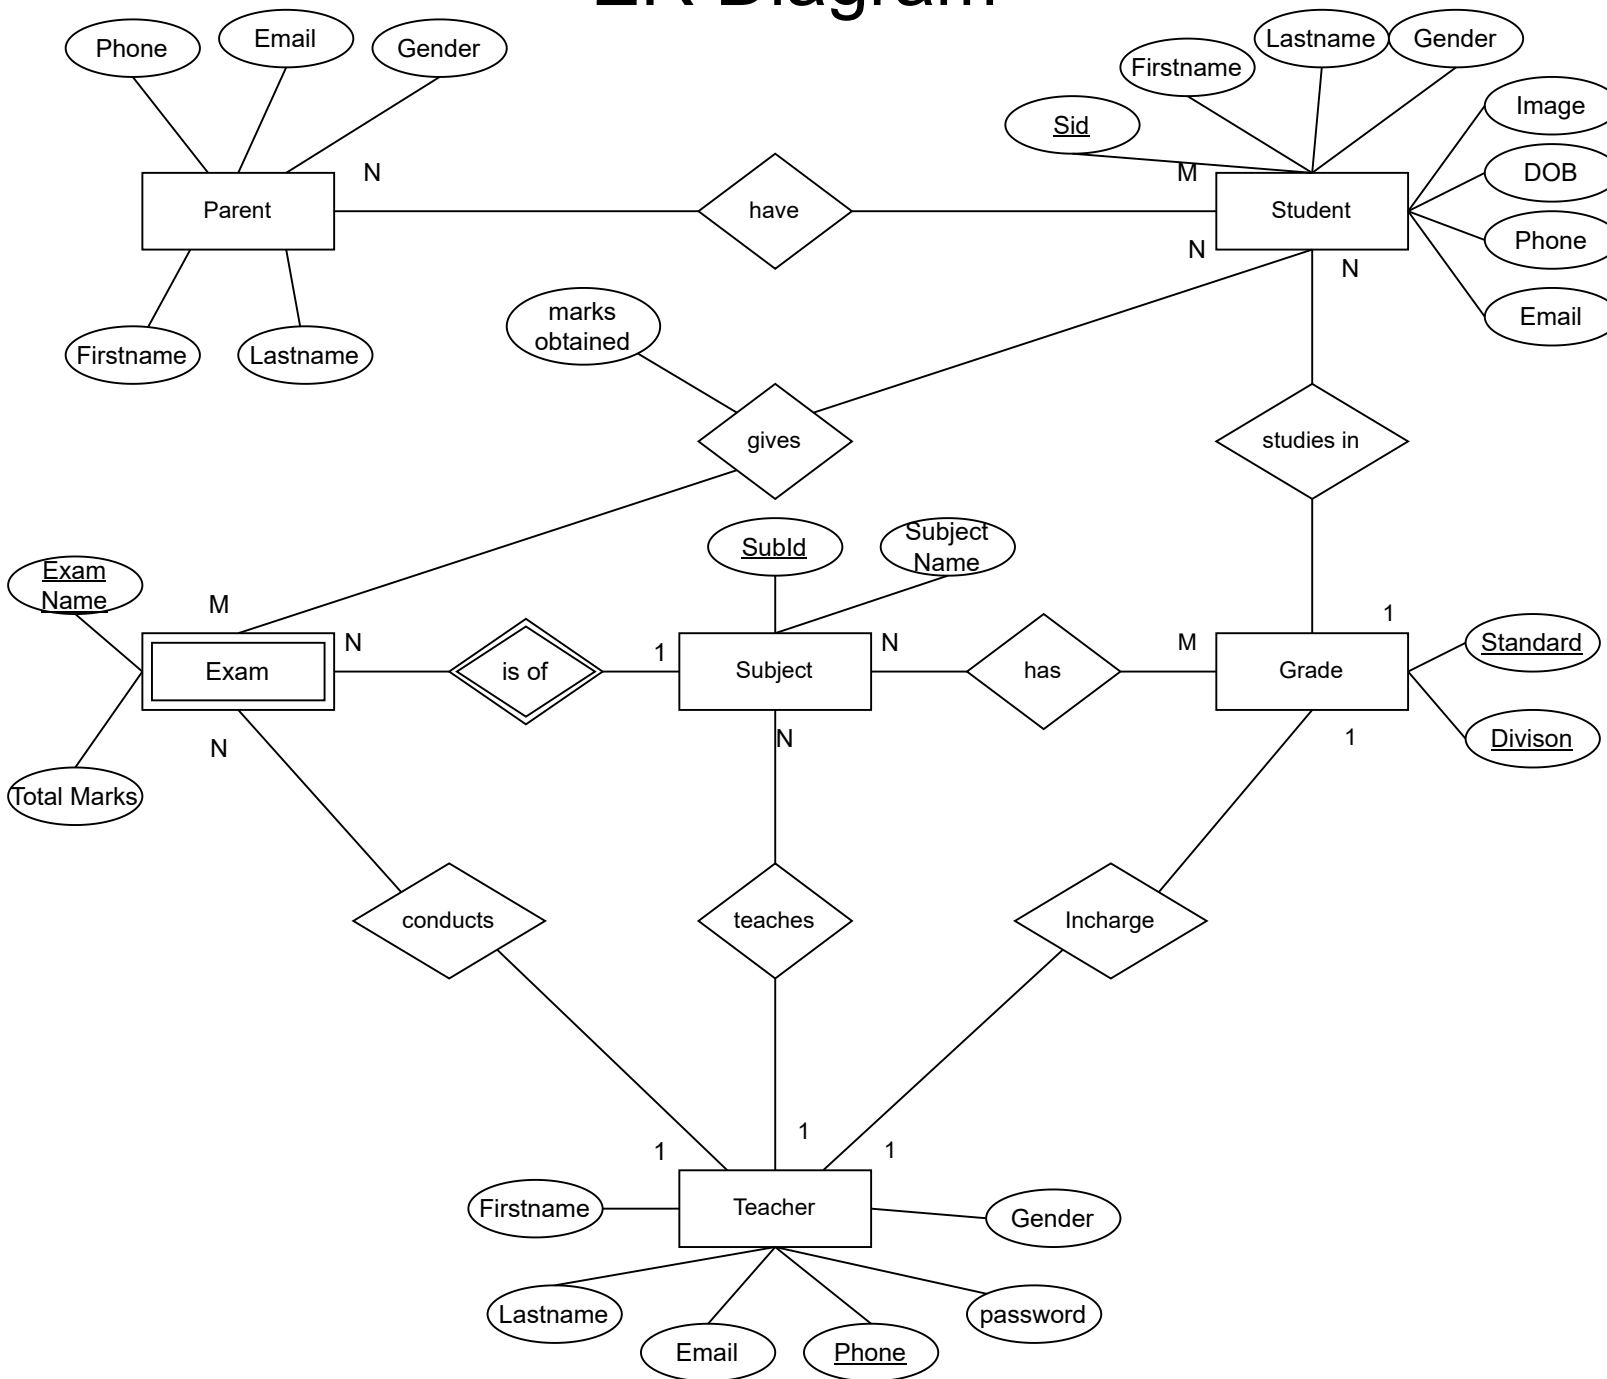 ER Diagram
Phone
Email
Gender
Lastname
Gender
Firstname
Image
Sid
DOB
N
M
Parent
have
Student
Phone
N
N
marks
obtained
Email
Firstname
Lastname
gives
studies in
SubId
Subject
Name
Exam
Name
M
1
N
1
N
M
Standard
Exam
is of
Subject
has
Grade
N
N
1
Divison
Total Marks
conducts
teaches
Incharge
1
1
1
Firstname
Teacher
Gender
Lastname
password
Email
Phone